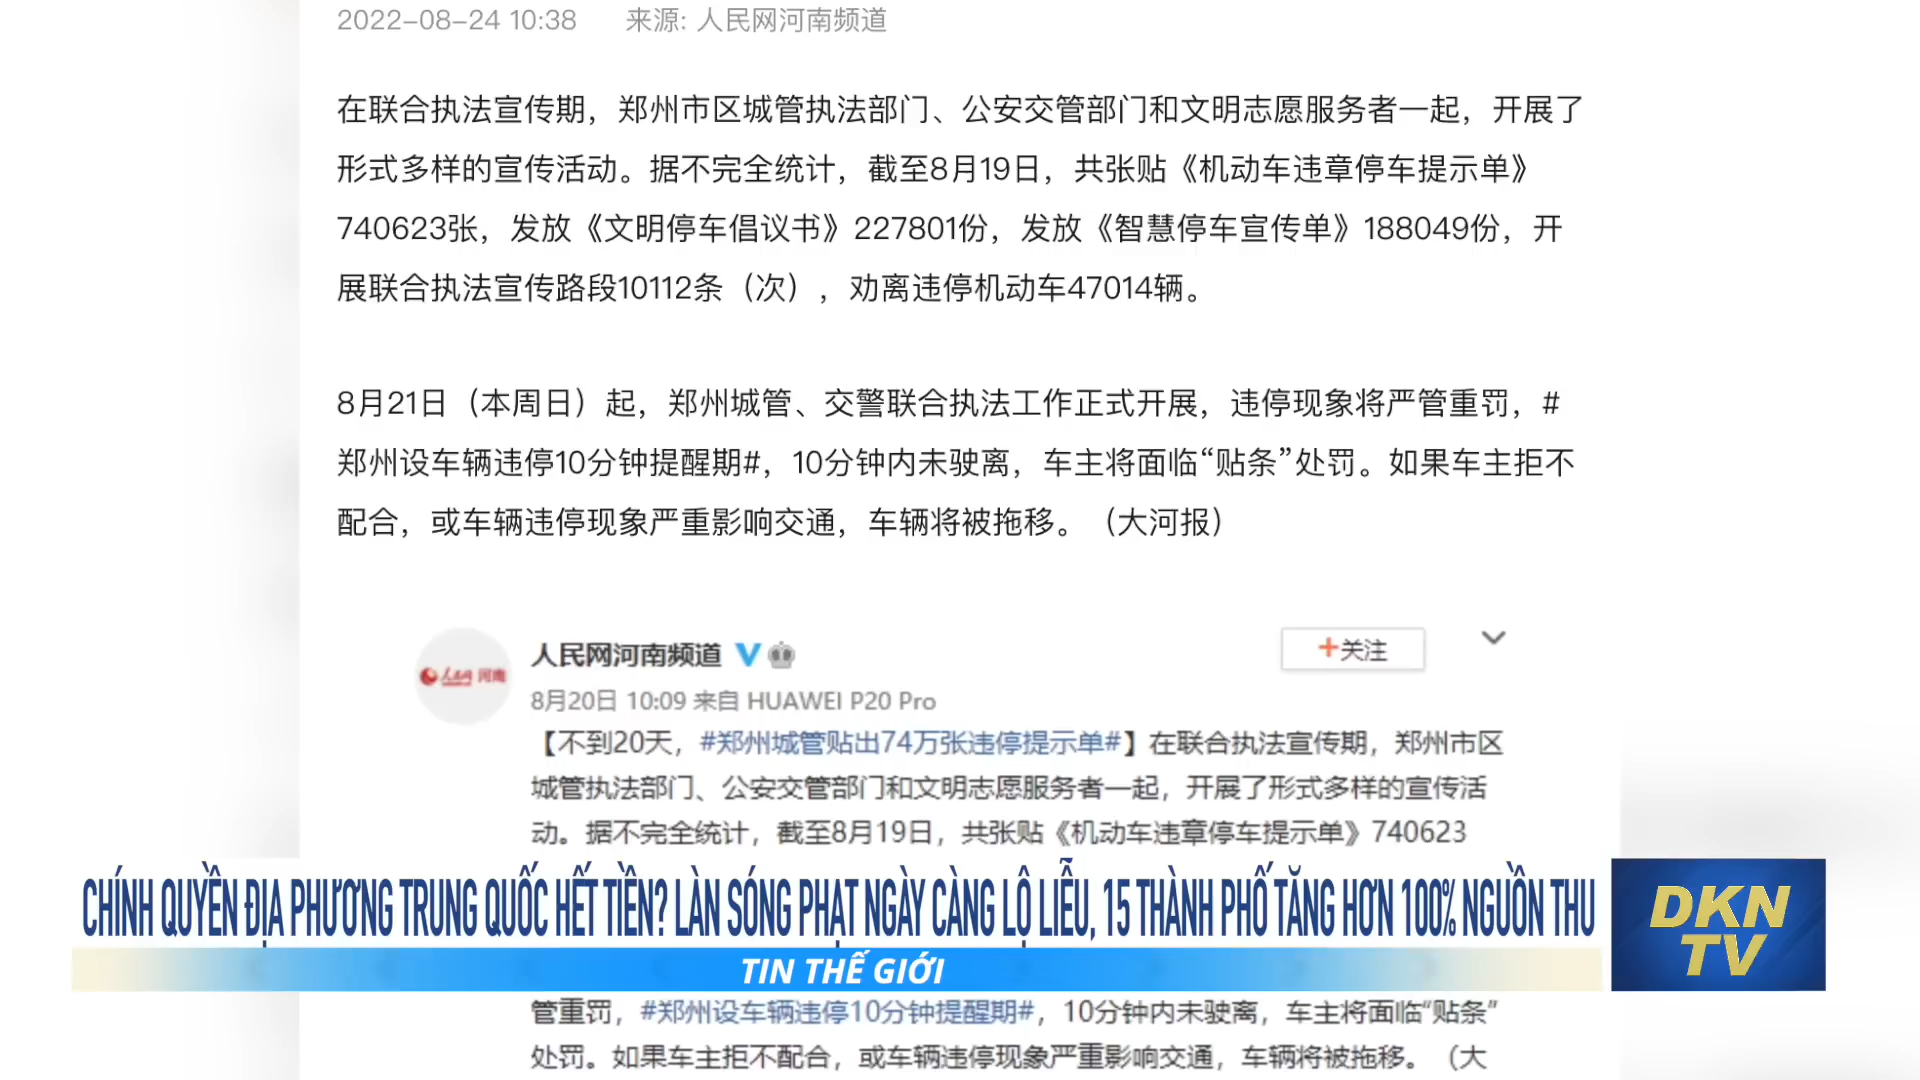 2022-08-24 10:38 来源: 人民网河南频道
在联合执法宣传期，郑州市区城管执法部门、公安交管部门和文明志愿服务者一起，开展了
形式多样的宣传活动。据不完全统计，截至8月19日，共张贴《机动车违章停车提示单》
740623张，发放《文明停车倡议书》227801份，发放《智慧停车宣传单》188049份，开
展联合执法宣传路段10112条（次），劝离违停机动车47014辆。
8月21日（本周日）起，郑州城管、交警联合执法工作正式开展，违停现象将严管重罚，#
郑州设车辆违停10分钟提醒期#，10分钟内未驶离，车主将面临“贴条”处罚。如果车主拒不
配合，或车辆违停现象严重影响交通，车辆将被拖移。（大河报）
人民网 河南
人民网河南频道
+关注
8月20日 10:09 来自 HUAWEI P20 Pro
【不到20天，#郑州城管贴出74万张违停提示单#】在联合执法宣传期，郑州市区
城管执法部门、公安交管部门和文明志愿服务者一起，开展了形式多样的宣传活
动。据不完全统计，截至8月19日，共张贴《机动车违章停车提示单》740623
CHÍNH QUYỀN ĐỊA PHƯƠNG TRUNG QUỐC HẾT TIỀN? LÀN SÓNG PHẠT NGÀY CÀNG LỘ LIỄU, 15 THÀNH PHỐ TĂNG HƠN 100% NGUỒN THU
DKN
TV
TIN THẾ GIỚI
管重罚，#郑州设车辆违停10分钟提醒期#，10分钟内未驶离，车主将面临“贴条”
处罚。如果车主拒不配合，或车辆违停现象严重影响交通，车辆将被拖移。（大